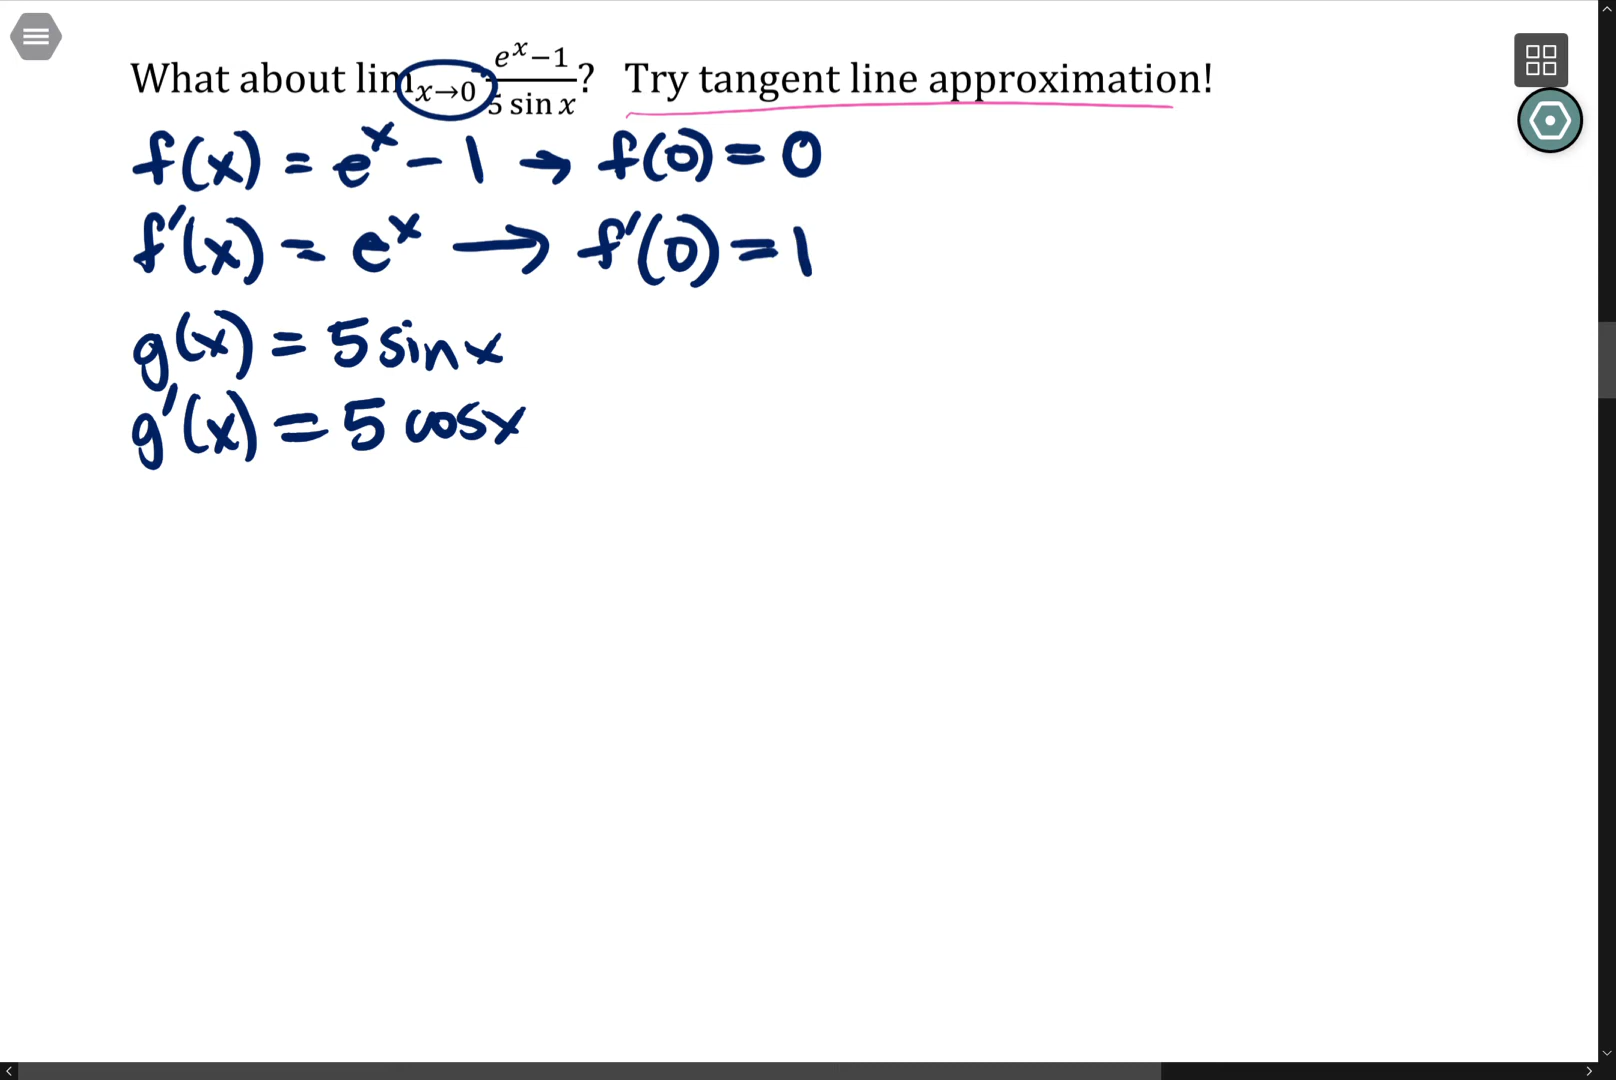 What about lim x→0 (e^x−1)/(5 sin x)? Try tangent line approximation!
f(x) = e^x − 1 → f(0) = 0
f'(x) = e^x → f'(0) = 1
g(x) = 5 sin x
g'(x) = 5 cos x